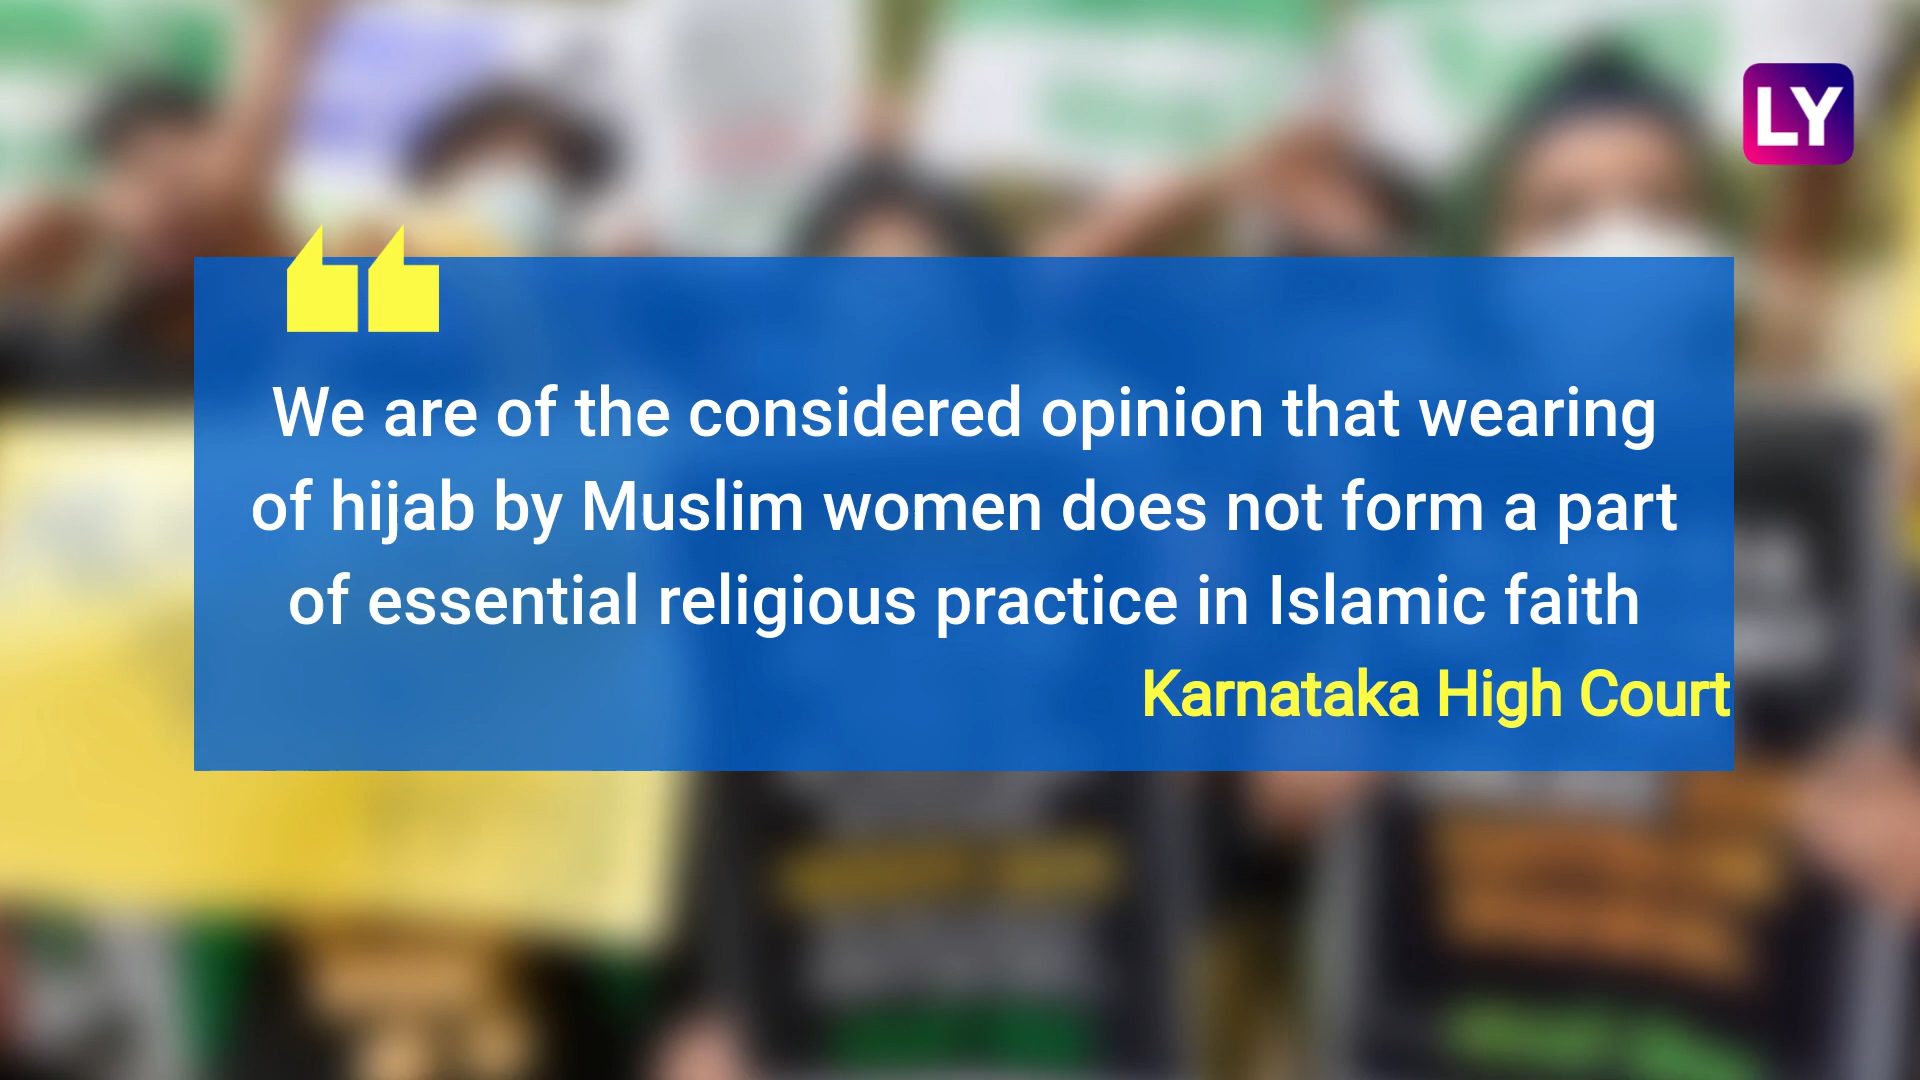 LY
We are of the considered opinion that wearing
of hijab by Muslim women does not form a part
of essential religious practice in Islamic faith
Karnataka High Court